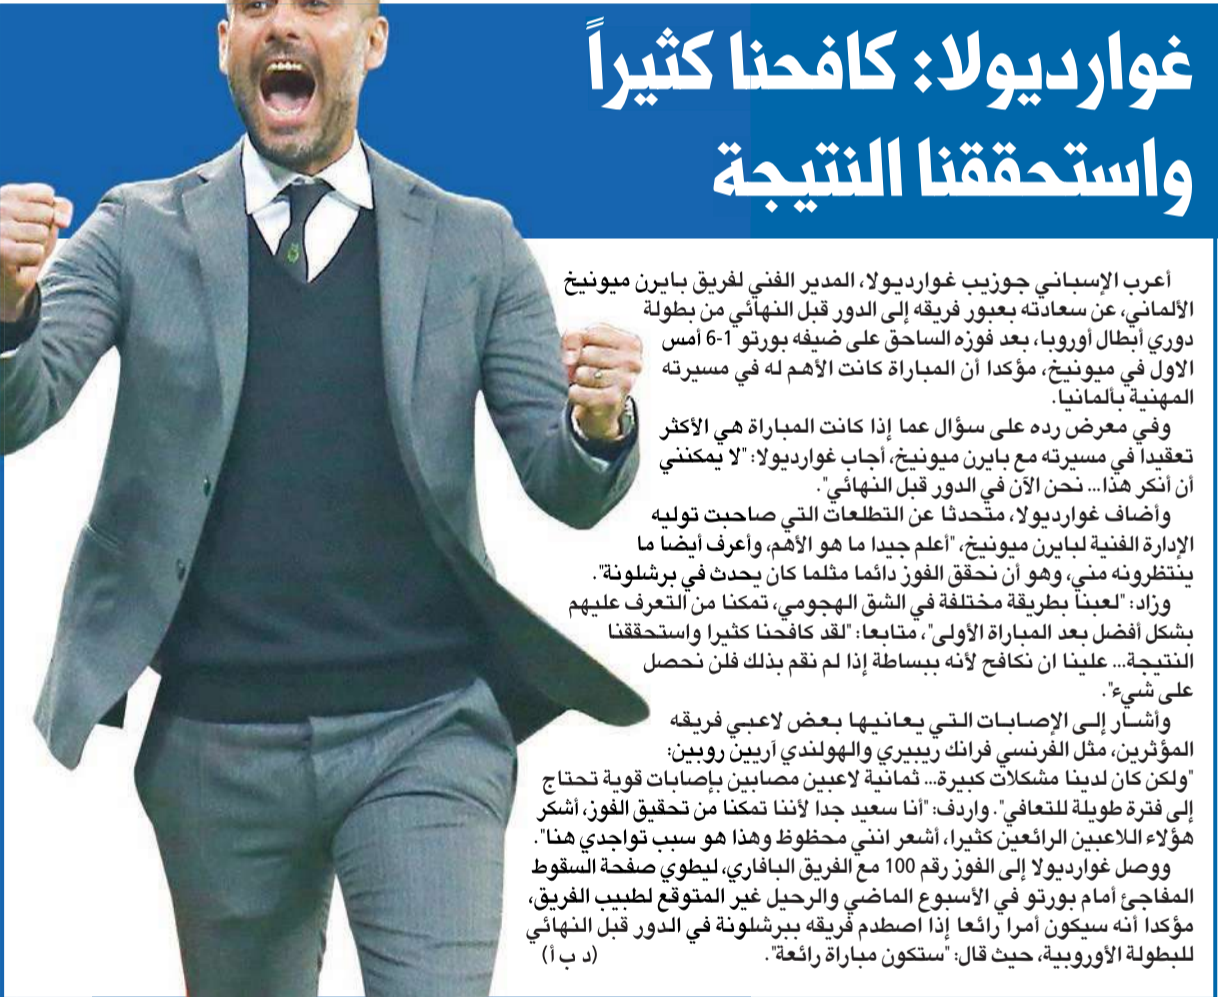 غوارديولا: كافحنا كثيراً
واستحققنا النتيجة
أعرب الإسباني جوزيب غوارديولا، المدير الفني لفريق بايرن ميونيخ
الألماني، عن سعادته بعبور فريقه إلى الدور قبل النهائي من بطولة
دوري أبطال أوروبا، بعد فوزه الساحق على ضيفه بورتو 1-6 أمس
الاول في ميونيخ، مؤكدا أن المباراة كانت الأهم له في مسيرته
المهنية بألمانيا.
وفي معرض رده على سؤال عما إذا كانت المباراة هي الأكثر
تعقيدا في مسيرته مع بايرن ميونيخ، أجاب غوارديولا: "لا يمكنني
أن أنكر هذا... نحن الآن في الدور قبل النهائي".
وأضاف غوارديولا، متحدثا عن التطلعات التي صاحبت توليه
الإدارة الفنية لبايرن ميونيخ، "أعلم جيدا ما هو الأهم، وأعرف أيضا ما
ينتظرونه مني، وهو أن نحقق الفوز دائما مثلما كان يحدث في برشلونة".
وزاد: "لعبنا بطريقة مختلفة في الشق الهجومي، تمكنا من التعرف عليهم
بشكل أفضل بعد المباراة الأولى"، متابعا: "لقد كافحنا كثيرا واستحققنا
النتيجة... علينا ان نكافح لأنه ببساطة إذا لم نقم بذلك فلن نحصل
على شيء".
وأشار إلى الإصابات التي يعانيها بعض لاعبي فريقه
المؤثرين، مثل الفرنسي فرانك ريبيري والهولندي آريين روبين:
"ولكن كان لدينا مشكلات كبيرة... ثمانية لاعبين مصابين بإصابات قوية تحتاج
إلى فترة طويلة للتعافي". واردف: "أنا سعيد جدا لأننا تمكنا من تحقيق الفوز، أشكر
هؤلاء اللاعبين الرائعين كثيرا، أشعر انني محظوظ وهذا هو سبب تواجدي هنا".
ووصل غوارديولا إلى الفوز رقم 100 مع الفريق البافاري، ليطوي صفحة السقوط
المفاجئ أمام بورتو في الأسبوع الماضي والرحيل غير المتوقع لطبيب الفريق،
مؤكدا أنه سيكون أمرا رائعا إذا اصطدم فريقه ببرشلونة في الدور قبل النهائي
للبطولة الأوروبية، حيث قال: "ستكون مباراة رائعة". (د ب أ)